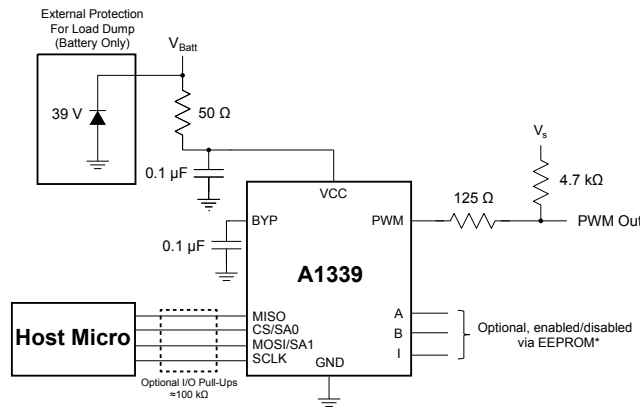 External Protection
For Load Dump
(Battery Only)
39 V
VBatt
50 Ω
0.1 µF
Vs
4.7 kΩ
125 Ω
PWM Out
VCC
BYP
PWM
0.1 µF
A1339
Host Micro
MISO
CS/SA0
MOSI/SA1
SCLK
GND
A
B
I
Optional, enabled/disabled
via EEPROM*
Optional I/O Pull-Ups
≈100 kΩ